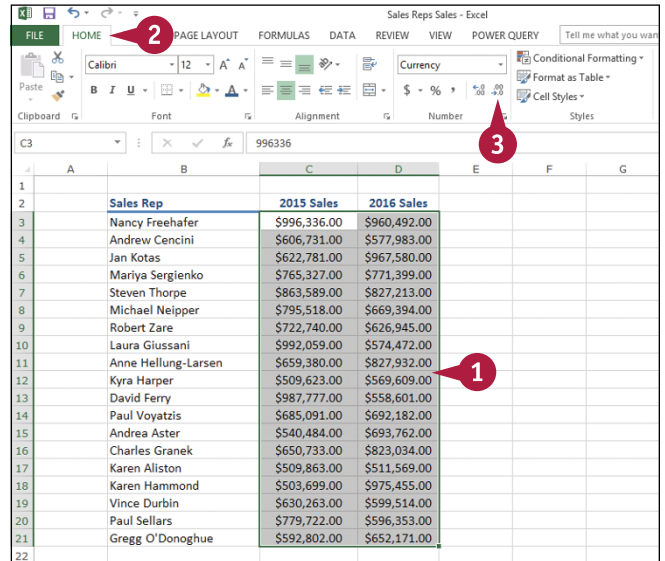 Sales Reps Sales - Excel
FILE HOME PAGE LAYOUT FORMULAS DATA REVIEW VIEW POWER QUERY Tell me what you wan
2
Paste
Calibri 12 A A
B I U A
Currency
$ % , .0 .00 .00 .0
Conditional Formatting
Format as Table
Cell Styles
Clipboard Font Alignment Number Styles
3
C3 fx 996336
A B C D E F G
1
2 Sales Rep 2015 Sales 2016 Sales
3 Nancy Freehafer $996,336.00 $960,492.00
4 Andrew Cencini $606,731.00 $577,983.00
5 Jan Kotas $622,781.00 $967,580.00
6 Mariya Sergienko $765,327.00 $771,399.00
7 Steven Thorpe $863,589.00 $827,213.00
8 Michael Neipper $795,518.00 $669,394.00
9 Robert Zare $722,740.00 $626,945.00
10 Laura Giussani $992,059.00 $574,472.00
11 Anne Hellung-Larsen $659,380.00 $827,932.00
1
12 Kyra Harper $509,623.00 $569,609.00
13 David Ferry $987,777.00 $558,601.00
14 Paul Voyatzis $685,091.00 $692,182.00
15 Andrea Aster $540,484.00 $693,762.00
16 Charles Granek $650,733.00 $823,034.00
17 Karen Aliston $509,863.00 $511,569.00
18 Karen Hammond $503,699.00 $975,455.00
19 Vince Durbin $630,263.00 $599,514.00
20 Paul Sellars $779,722.00 $596,353.00
21 Gregg O'Donoghue $592,802.00 $652,171.00
22